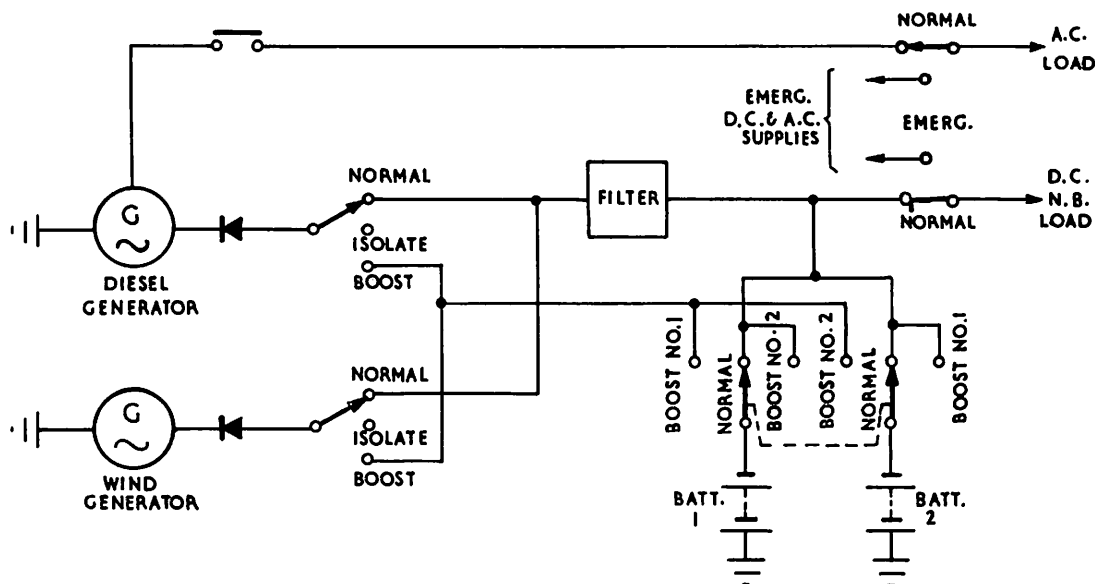 NORMAL
A.C.
LOAD
EMERG.
D.C. & A.C.
SUPPLIES
EMERG.
NORMAL
FILTER
D.C.
N.B.
LOAD
NORMAL
G
ISOLATE
BOOST
DIESEL
GENERATOR
BOOST NO. 1
NORMAL
BOOST NO. 2
BOOST NO. 2
NORMAL
BOOST NO. 1
NORMAL
G
ISOLATE
BOOST
WIND
GENERATOR
BATT.
1
BATT.
2